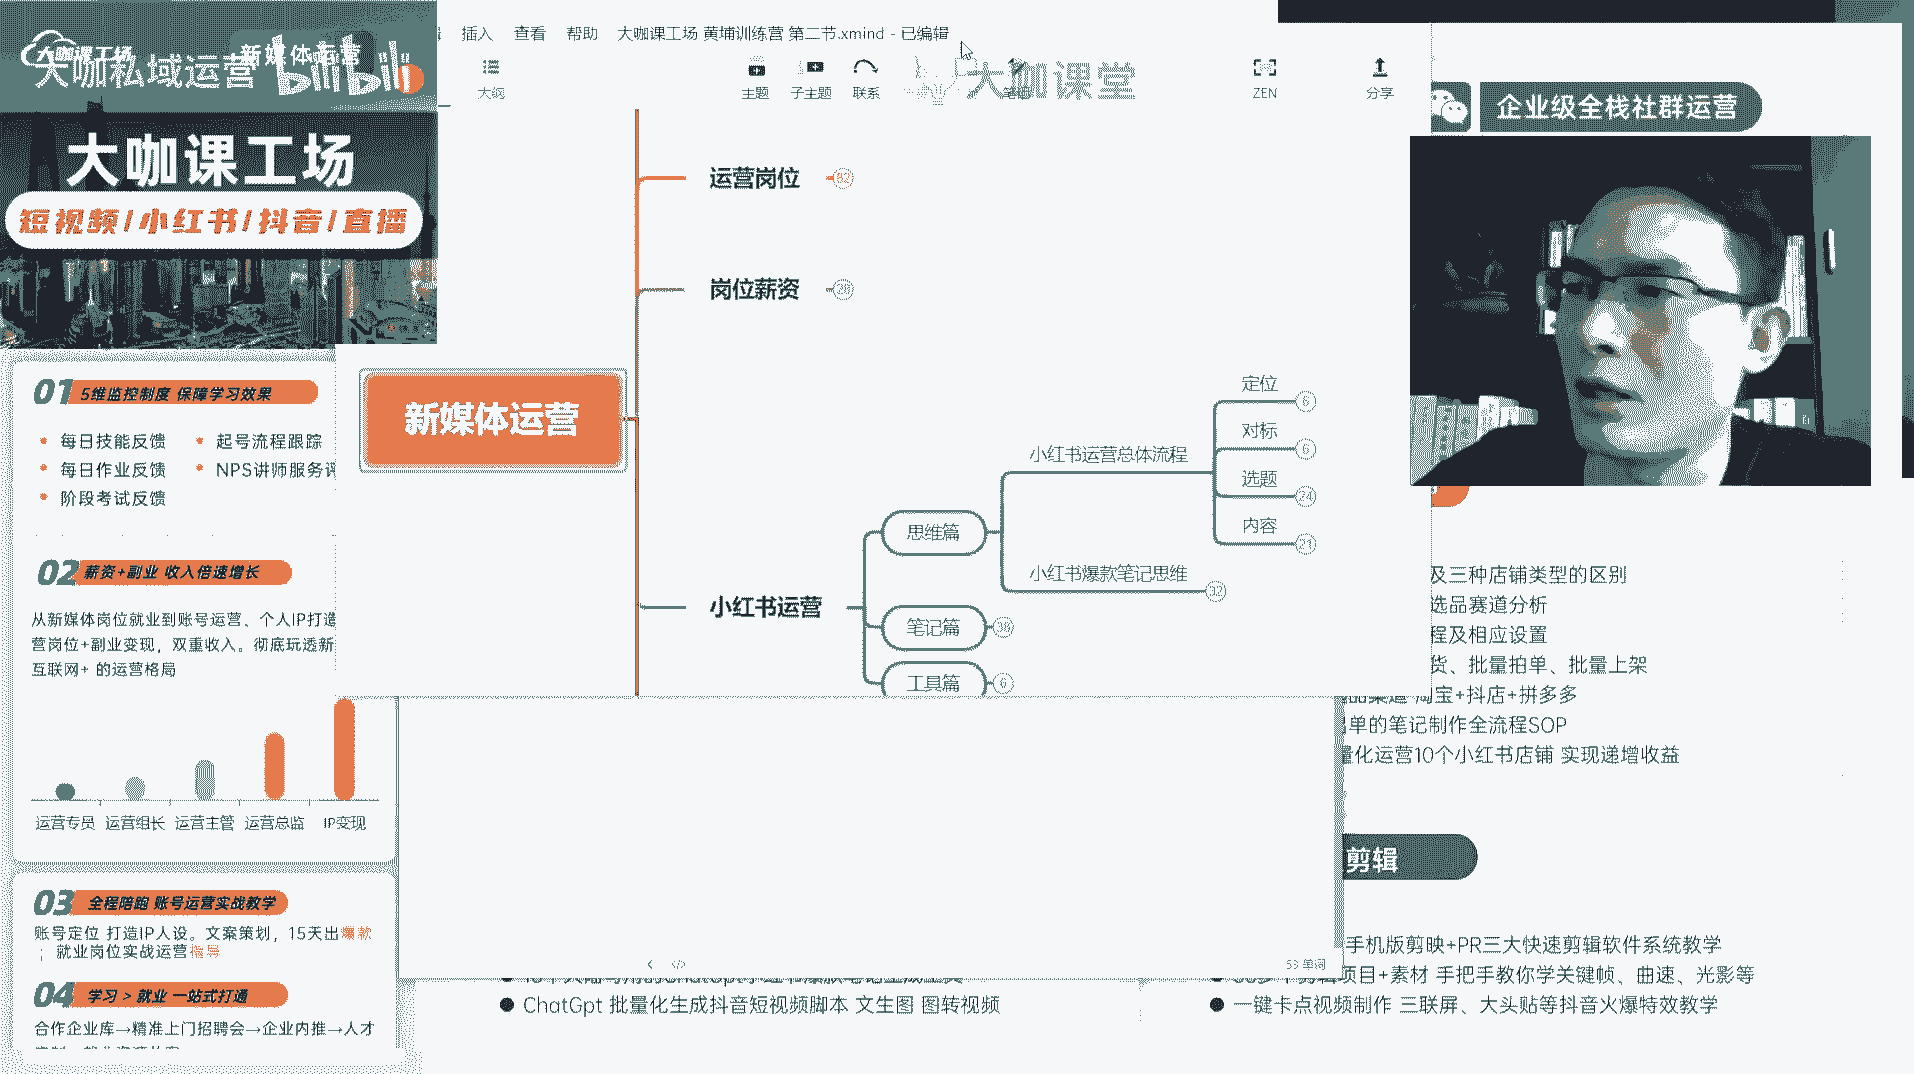 大咖课工场
新媒体运营
大咖私域运营
bilibili
大咖课工场
短视频/小红书/抖音/直播
插入 查看 帮助 大咖课工场 黄埔训练营 第二节.xmind - 已编辑
大纲 主题 子主题 联系 ZEN 分享
大咖课堂
企业级全栈社群运营
运营岗位 82
岗位薪资 28
新媒体运营
小红书运营
思维篇
小红书运营总体流程
定位 6
对标 6
选题 24
内容 21
小红书爆款笔记思维 32
笔记篇 38
工具篇 6
01 5维监控制度 保障学习效果
每日技能反馈 起号流程跟踪
每日作业反馈 NPS讲师服务评
阶段考试反馈
02 薪资+副业 收入倍速增长
从新媒体岗位就业到账号运营、个人IP打造
营岗位+副业变现，双重收入。彻底玩透新
互联网+ 的运营格局
运营专员 运营组长 运营主管 运营总监 IP变现
03 全程陪跑 账号运营实战教学
账号定位 打造IP人设。文案策划，15天出爆款
；就业岗位实战运营指导
04 学习 > 就业 一站式打通
合作企业库→精准上门招聘会→企业内推→人才
及三种店铺类型的区别
选品赛道分析
程及相应设置
货、批量拍单、批量上架
淘宝+抖店+拼多多
单的笔记制作全流程SOP
量化运营10个小红书店铺 实现递增收益
剪辑
手机版剪映+PR三大快速剪辑软件系统教学
项目+素材 手把手教你学关键帧、曲速、光影等
一键卡点视频制作 三联屏、大头贴等抖音火爆特效教学
53 单词
ChatGpt 批量化生成抖音短视频脚本 文生图 图转视频